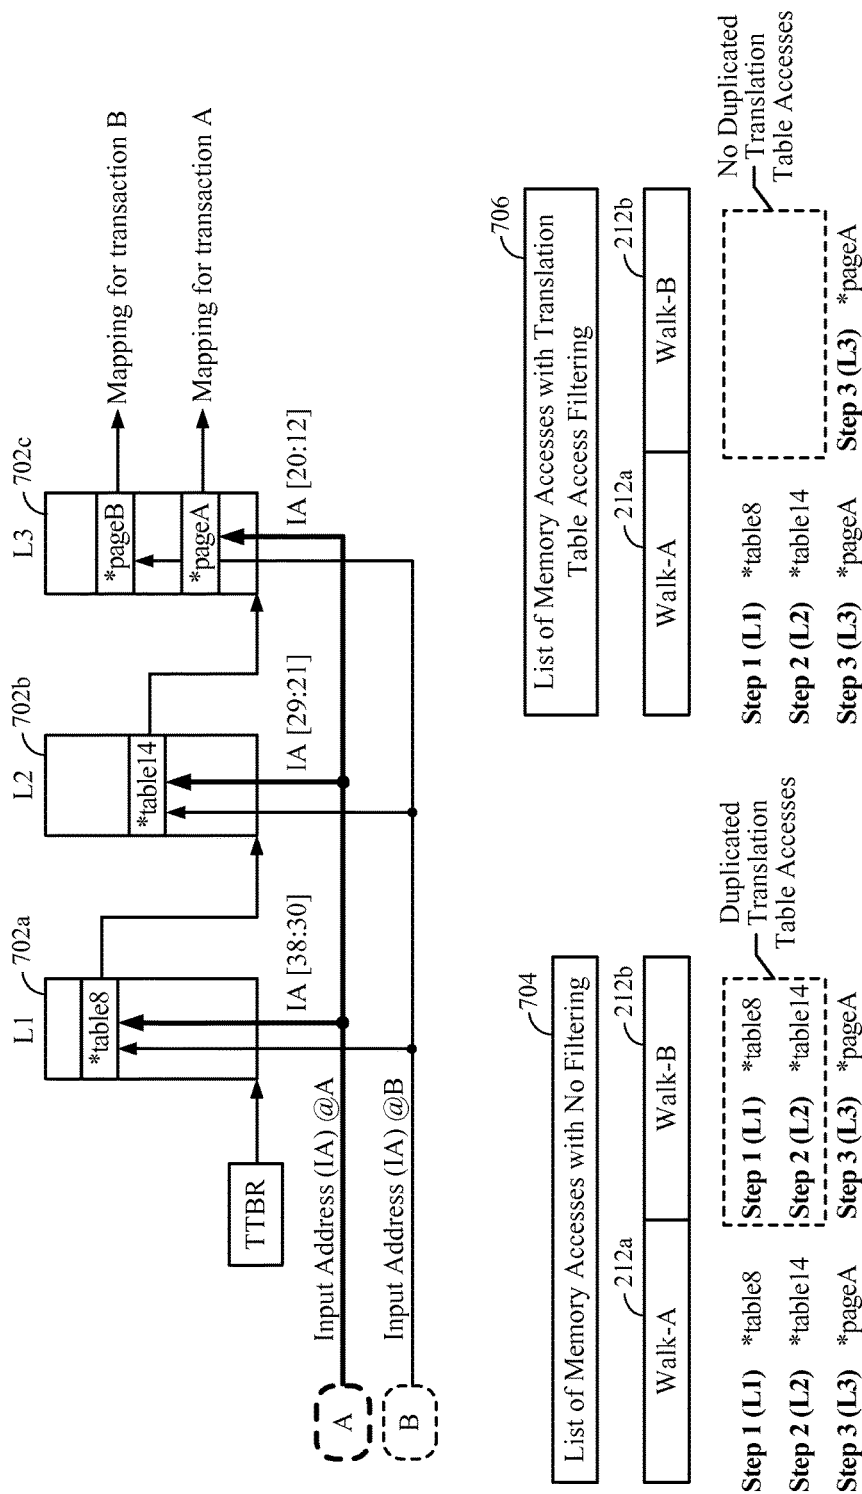 L1
702a
L2
702b
L3
702c
*table8
*table14
*pageB
*pageA
Mapping for transaction B
Mapping for transaction A
TTBR
IA [38:30]
IA [29:21]
IA [20:12]
A
Input Address (IA) @A
B
Input Address (IA) @B
704
List of Memory Accesses with No Filtering
212a
212b
Walk-A
Walk-B
Step 1 (L1) *table8
Step 1 (L1) *table8
Step 2 (L2) *table14
Step 2 (L2) *table14
Step 3 (L3) *pageA
Step 3 (L3) *pageA
Duplicated
Translation
Table Accesses
706
List of Memory Accesses with Translation
Table Access Filtering
212a
212b
Walk-A
Walk-B
Step 1 (L1) *table8
Step 2 (L2) *table14
Step 3 (L3) *pageA
Step 3 (L3) *pageA
No Duplicated
Translation
Table Accesses